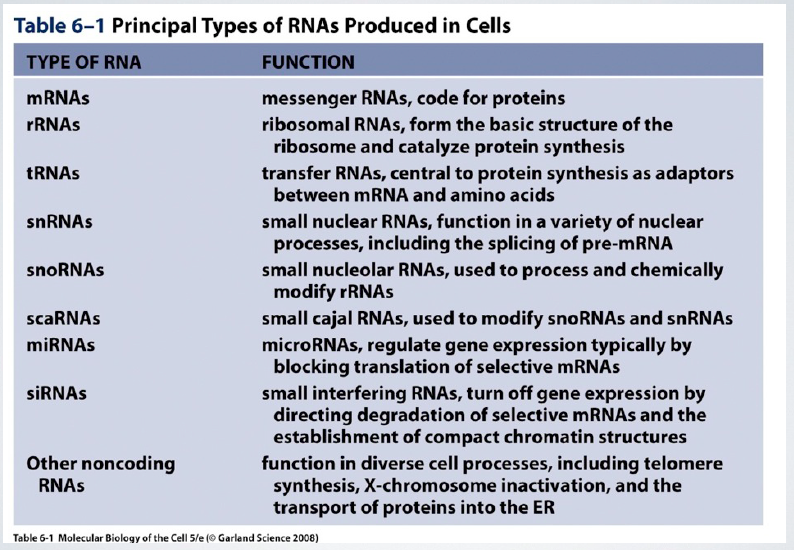 Table 6–1 Principal Types of RNAs Produced in Cells
TYPE OF RNA FUNCTION
mRNAs messenger RNAs, code for proteins
rRNAs ribosomal RNAs, form the basic structure of the
ribosome and catalyze protein synthesis
tRNAs transfer RNAs, central to protein synthesis as adaptors
between mRNA and amino acids
snRNAs small nuclear RNAs, function in a variety of nuclear
processes, including the splicing of pre-mRNA
snoRNAs small nucleolar RNAs, used to process and chemically
modify rRNAs
scaRNAs small cajal RNAs, used to modify snoRNAs and snRNAs
miRNAs microRNAs, regulate gene expression typically by
blocking translation of selective mRNAs
siRNAs small interfering RNAs, turn off gene expression by
directing degradation of selective mRNAs and the
establishment of compact chromatin structures
Other noncoding function in diverse cell processes, including telomere
RNAs synthesis, X-chromosome inactivation, and the
transport of proteins into the ER
Table 6-1 Molecular Biology of the Cell 5/e (© Garland Science 2008)